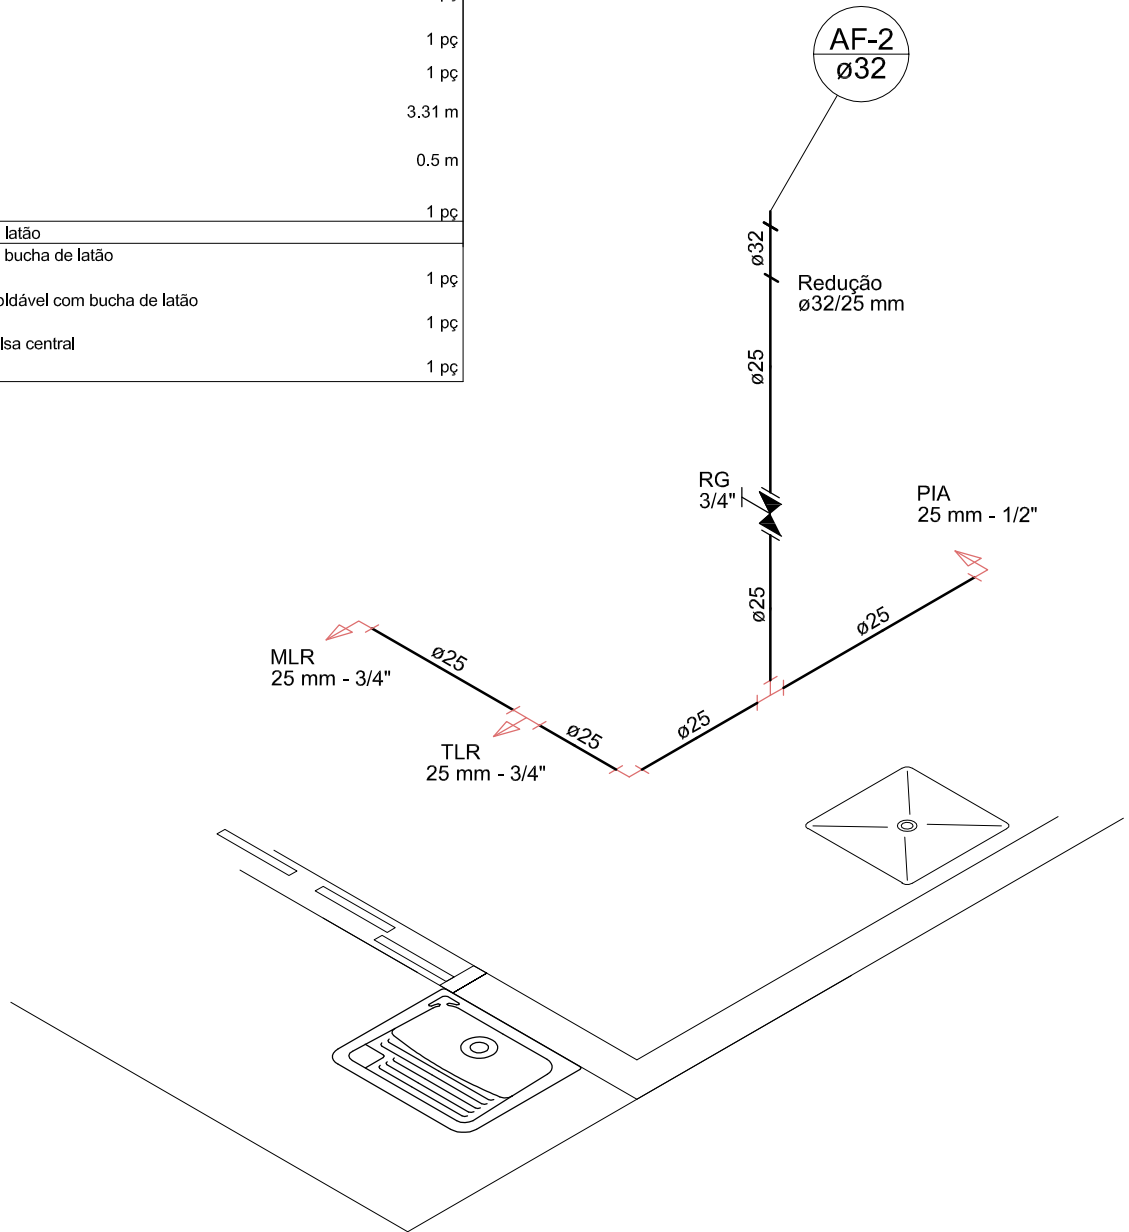 1 pç
1 pç
3.31 m
0.5 m
1 pç
latão
bucha de latão
1 pç
oldável com bucha de latão
1 pç
lsa central
1 pç
AF-2
ø32
ø32
Redução
ø32/25 mm
ø25
RG
3/4"
PIA
25 mm - 1/2"
ø25
ø25
MLR
25 mm - 3/4"
ø25
TLR
25 mm - 3/4"
ø25
ø25